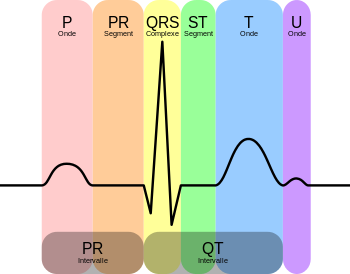 P PR QRS ST T U
Onde Segment Complexe Segment Onde Onde
PR QT
Intervalle Intervalle